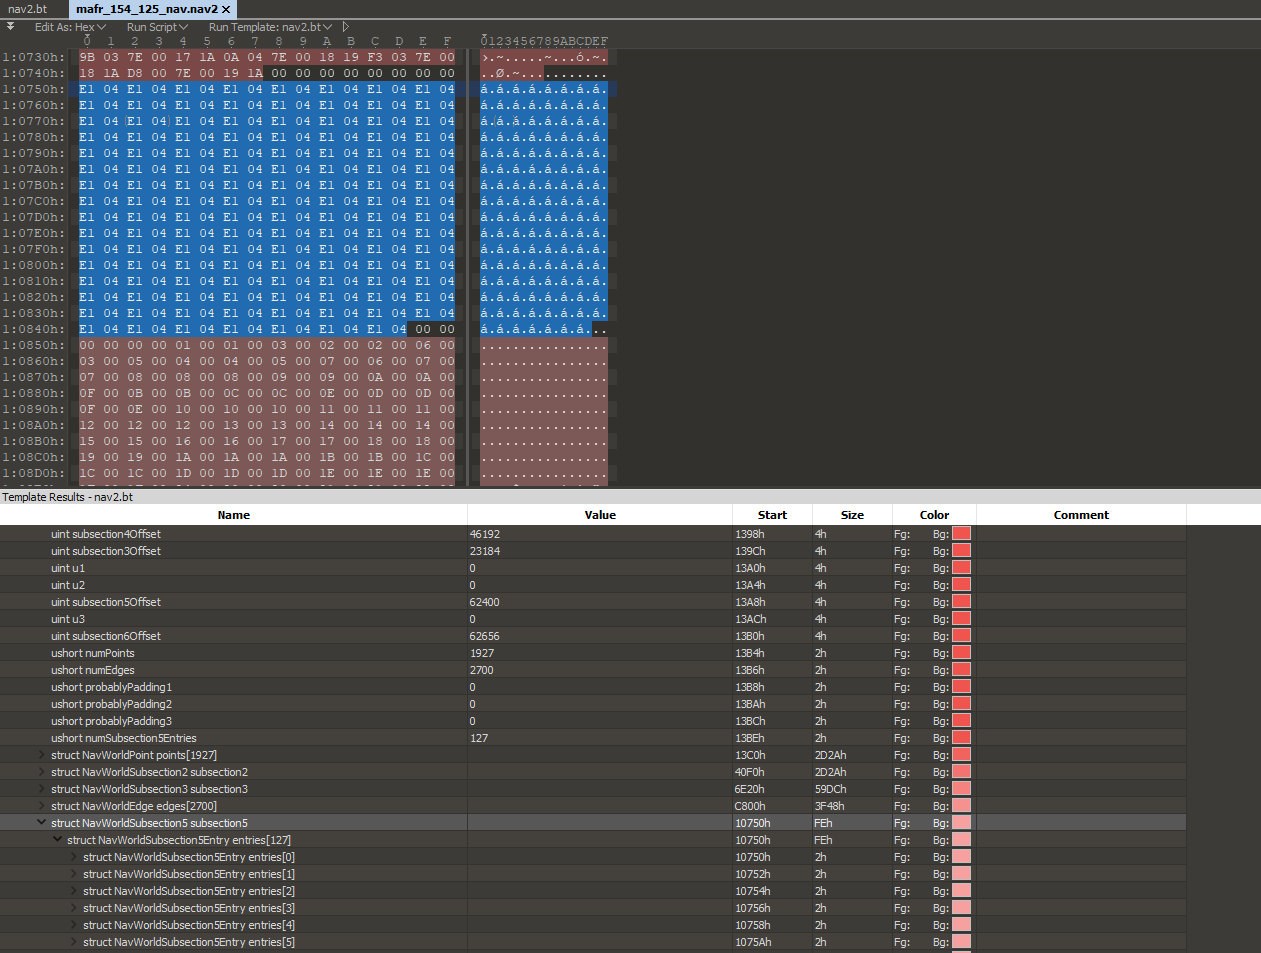 nav2.bt mafr_154_125_nav.nav2 ×
Edit As: Hex Run Script Run Template: nav2.bt
0 1 2 3 4 5 6 7 8 9 A B C D E F 0123456789ABCDEF
1:0730h: 9B 03 7E 00 17 1A 0A 04 7E 00 18 19 F3 03 7E 00 ›.~.....~...ó.~.
1:0740h: 18 1A D8 00 7E 00 19 1A 00 00 00 00 00 00 00 00 ..Ø.~...........
1:0750h: E1 04 E1 04 E1 04 E1 04 E1 04 E1 04 E1 04 E1 04 á.á.á.á.á.á.á.á.
1:0760h: E1 04 E1 04 E1 04 E1 04 E1 04 E1 04 E1 04 E1 04 á.á.á.á.á.á.á.á.
1:0770h: E1 04 E1 04 E1 04 E1 04 E1 04 E1 04 E1 04 E1 04 á.á.á.á.á.á.á.á.
1:0780h: E1 04 E1 04 E1 04 E1 04 E1 04 E1 04 E1 04 E1 04 á.á.á.á.á.á.á.á.
1:0790h: E1 04 E1 04 E1 04 E1 04 E1 04 E1 04 E1 04 E1 04 á.á.á.á.á.á.á.á.
1:07A0h: E1 04 E1 04 E1 04 E1 04 E1 04 E1 04 E1 04 E1 04 á.á.á.á.á.á.á.á.
1:07B0h: E1 04 E1 04 E1 04 E1 04 E1 04 E1 04 E1 04 E1 04 á.á.á.á.á.á.á.á.
1:07C0h: E1 04 E1 04 E1 04 E1 04 E1 04 E1 04 E1 04 E1 04 á.á.á.á.á.á.á.á.
1:07D0h: E1 04 E1 04 E1 04 E1 04 E1 04 E1 04 E1 04 E1 04 á.á.á.á.á.á.á.á.
1:07E0h: E1 04 E1 04 E1 04 E1 04 E1 04 E1 04 E1 04 E1 04 á.á.á.á.á.á.á.á.
1:07F0h: E1 04 E1 04 E1 04 E1 04 E1 04 E1 04 E1 04 E1 04 á.á.á.á.á.á.á.á.
1:0800h: E1 04 E1 04 E1 04 E1 04 E1 04 E1 04 E1 04 E1 04 á.á.á.á.á.á.á.á.
1:0810h: E1 04 E1 04 E1 04 E1 04 E1 04 E1 04 E1 04 E1 04 á.á.á.á.á.á.á.á.
1:0820h: E1 04 E1 04 E1 04 E1 04 E1 04 E1 04 E1 04 E1 04 á.á.á.á.á.á.á.á.
1:0830h: E1 04 E1 04 E1 04 E1 04 E1 04 E1 04 E1 04 E1 04 á.á.á.á.á.á.á.á.
1:0840h: E1 04 E1 04 E1 04 E1 04 E1 04 E1 04 E1 04 00 00 á.á.á.á.á.á.á...
1:0850h: 00 00 00 00 01 00 01 00 03 00 02 00 02 00 06 00 ................
1:0860h: 03 00 05 00 04 00 04 00 05 00 07 00 06 00 07 00 ................
1:0870h: 07 00 08 00 08 00 08 00 09 00 09 00 0A 00 0A 00 ................
1:0880h: 0F 00 0B 00 0B 00 0C 00 0C 00 0E 00 0D 00 0D 00 ................
1:0890h: 0F 00 0E 00 10 00 10 00 10 00 11 00 11 00 11 00 ................
1:08A0h: 12 00 12 00 12 00 13 00 13 00 14 00 14 00 14 00 ................
1:08B0h: 15 00 15 00 16 00 16 00 17 00 17 00 18 00 18 00 ................
1:08C0h: 19 00 19 00 1A 00 1A 00 1A 00 1B 00 1B 00 1C 00 ................
1:08D0h: 1C 00 1C 00 1D 00 1D 00 1D 00 1E 00 1E 00 1E 00 ................
Template Results - nav2.bt
Name Value Start Size Color Comment
uint subsection4Offset 46192 1398h 4h Fg: Bg:
uint subsection3Offset 23184 139Ch 4h Fg: Bg:
uint u1 0 13A0h 4h Fg: Bg:
uint u2 0 13A4h 4h Fg: Bg:
uint subsection5Offset 62400 13A8h 4h Fg: Bg:
uint u3 0 13ACh 4h Fg: Bg:
uint subsection6Offset 62656 13B0h 4h Fg: Bg:
ushort numPoints 1927 13B4h 2h Fg: Bg:
ushort numEdges 2700 13B6h 2h Fg: Bg:
ushort probablyPadding1 0 13B8h 2h Fg: Bg:
ushort probablyPadding2 0 13BAh 2h Fg: Bg:
ushort probablyPadding3 0 13BCh 2h Fg: Bg:
ushort numSubsection5Entries 127 13BEh 2h Fg: Bg:
struct NavWorldPoint points[1927] 13C0h 2D2Ah Fg: Bg:
struct NavWorldSubsection2 subsection2 40F0h 2D2Ah Fg: Bg:
struct NavWorldSubsection3 subsection3 6E20h 59DCh Fg: Bg:
struct NavWorldEdge edges[2700] C800h 3F48h Fg: Bg:
struct NavWorldSubsection5 subsection5 10750h FEh Fg: Bg:
struct NavWorldSubsection5Entry entries[127] 10750h FEh Fg: Bg:
struct NavWorldSubsection5Entry entries[0] 10750h 2h Fg: Bg:
struct NavWorldSubsection5Entry entries[1] 10752h 2h Fg: Bg:
struct NavWorldSubsection5Entry entries[2] 10754h 2h Fg: Bg:
struct NavWorldSubsection5Entry entries[3] 10756h 2h Fg: Bg:
struct NavWorldSubsection5Entry entries[4] 10758h 2h Fg: Bg:
struct NavWorldSubsection5Entry entries[5] 1075Ah 2h Fg: Bg: